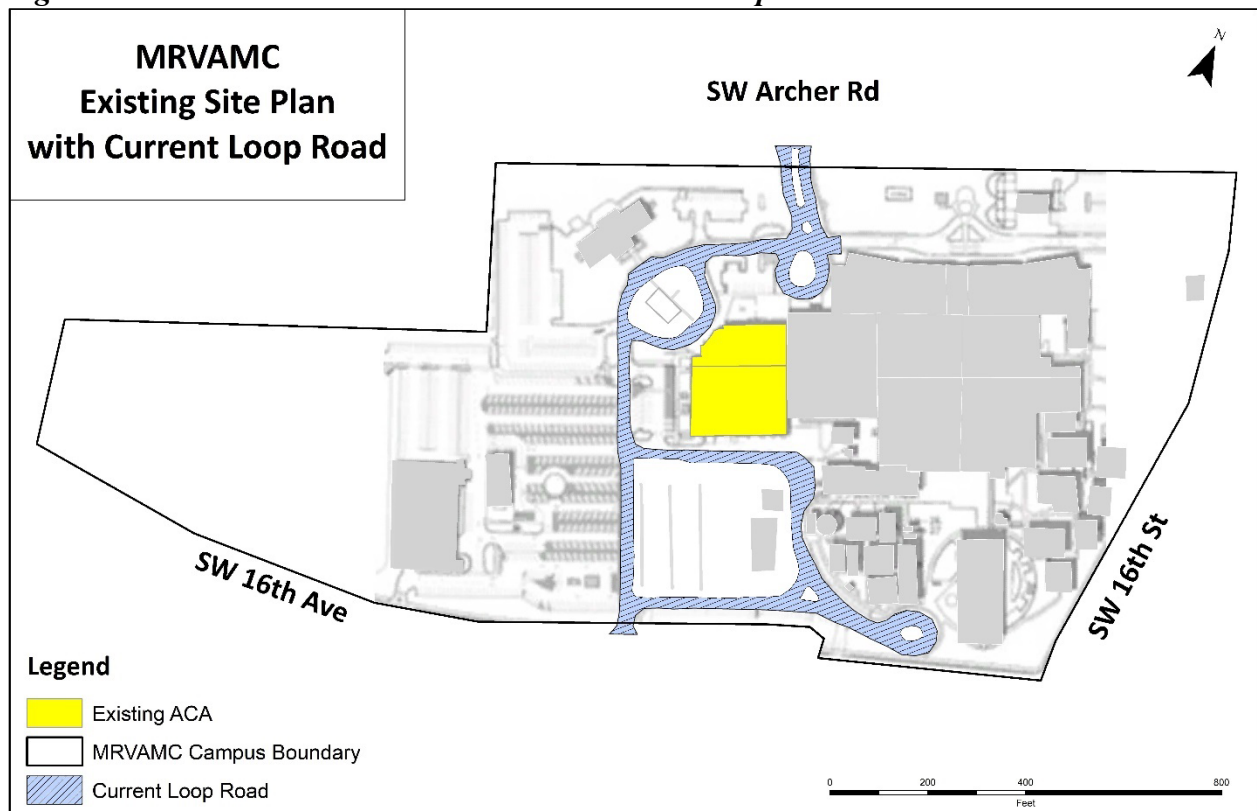 MRVAMC
Existing Site Plan
with Current Loop Road
N
SW Archer Rd
SW 16th Ave
SW 16th St
Legend
Existing ACA
MRVAMC Campus Boundary
Current Loop Road
0 200 400 800
Feet